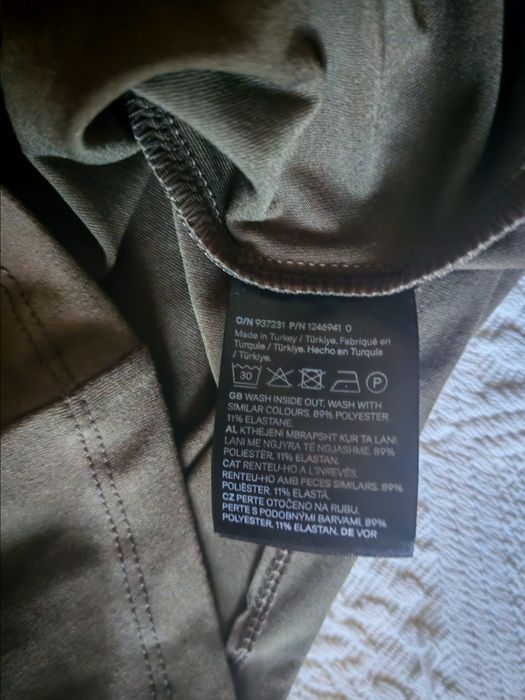 O/N 937231 P/N 1246941 0
Made in Turkey / Türkiye. Fabriqué en
Turquie / Türkiye. Hecho en Turquía
/ Türkiye.
30 P
GB WASH INSIDE OUT. WASH WITH
SIMILAR COLOURS. 89% POLYESTER,
11% ELASTANE.
AL KTHEJENI MBRAPSHT KUR TA LANI.
LANI ME NGJYRA TË NGJASHME. 89%
POLIESTËR, 11% ELASTAN.
CAT RENTEU-HO A L'INREVÉS.
RENTEU-HO AMB PECES SIMILARS. 89%
POLIÈSTER, 11% ELASTÀ.
CZ PERTE OTOČENO NA RUBU.
PERTE S PODOBNÝMI BARVAMI. 89%
POLYESTER, 11% ELASTAN. DE VOR